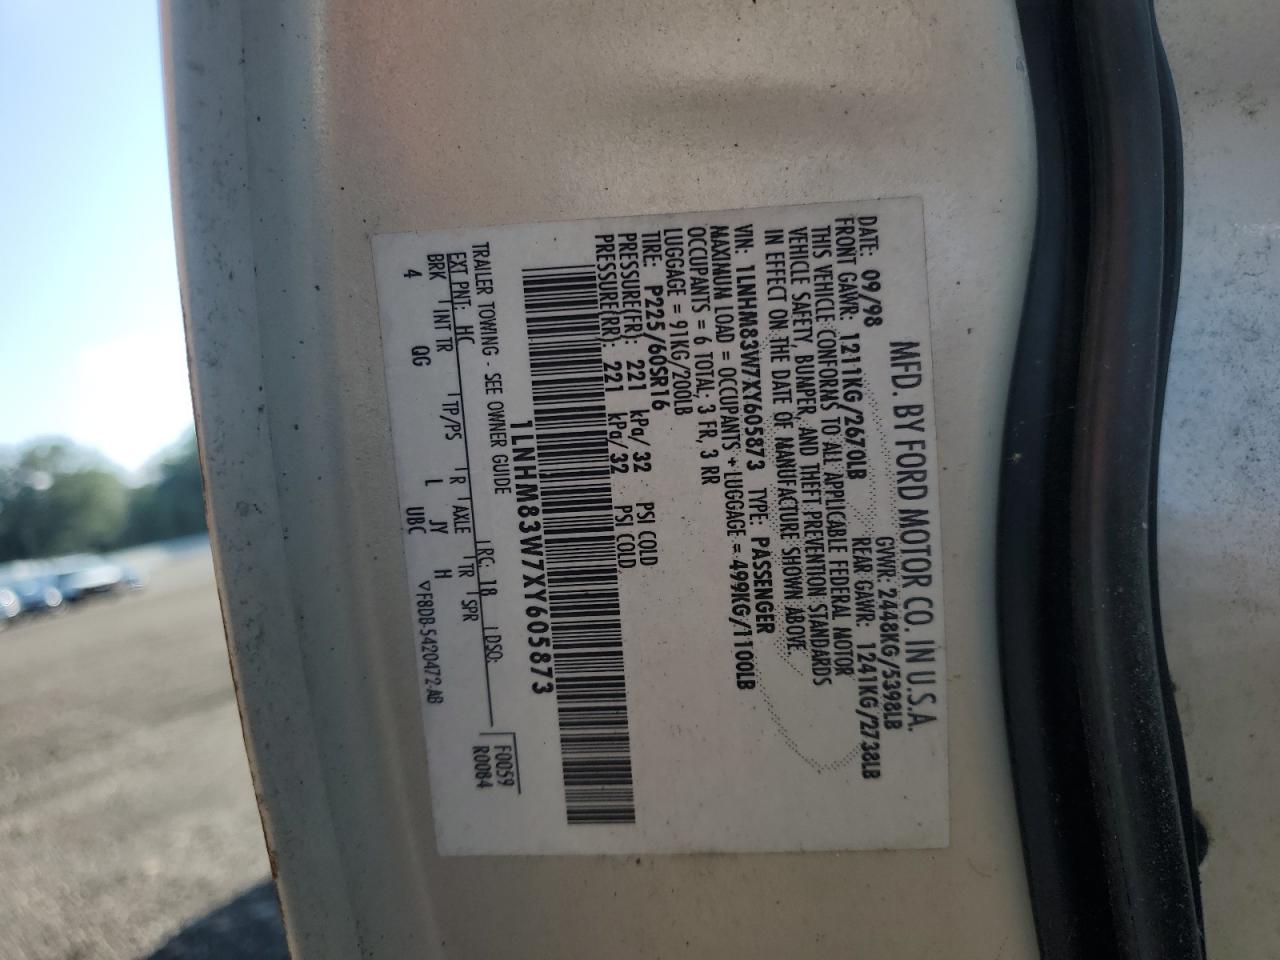 MFD. BY FORD MOTOR CO. IN U.S.A.
DATE: 09/98 GVWR: 2448KG/5398LB
FRONT GAWR: 1211KG/2670LB REAR GAWR: 1241KG/2738LB
THIS VEHICLE CONFORMS TO ALL APPLICABLE FEDERAL MOTOR
VEHICLE SAFETY, BUMPER, AND THEFT PREVENTION STANDARDS
IN EFFECT ON THE DATE OF MANUFACTURE SHOWN ABOVE.
VIN: 1LNHM83W7XY605873 TYPE: PASSENGER
MAXIMUM LOAD = OCCUPANTS + LUGGAGE = 499KG/1100LB
OCCUPANTS = 6 TOTAL; 3 FR, 3 RR
LUGGAGE = 91KG/200LB
TIRE: P225/60SR16
PRESSURE(FR): 221 kPa/32 PSI COLD
PRESSURE(RR): 221 kPa/32 PSI COLD
1LNHM83W7XY605873
TRAILER TOWING - SEE OWNER GUIDE
F0059
R0084
EXT PNT: HC RC: 18 DSO:
BRK INT TR TP/PS R AXLE TR SPR
4 QG L JY H
UBC ▽F8DB-5420472-AB